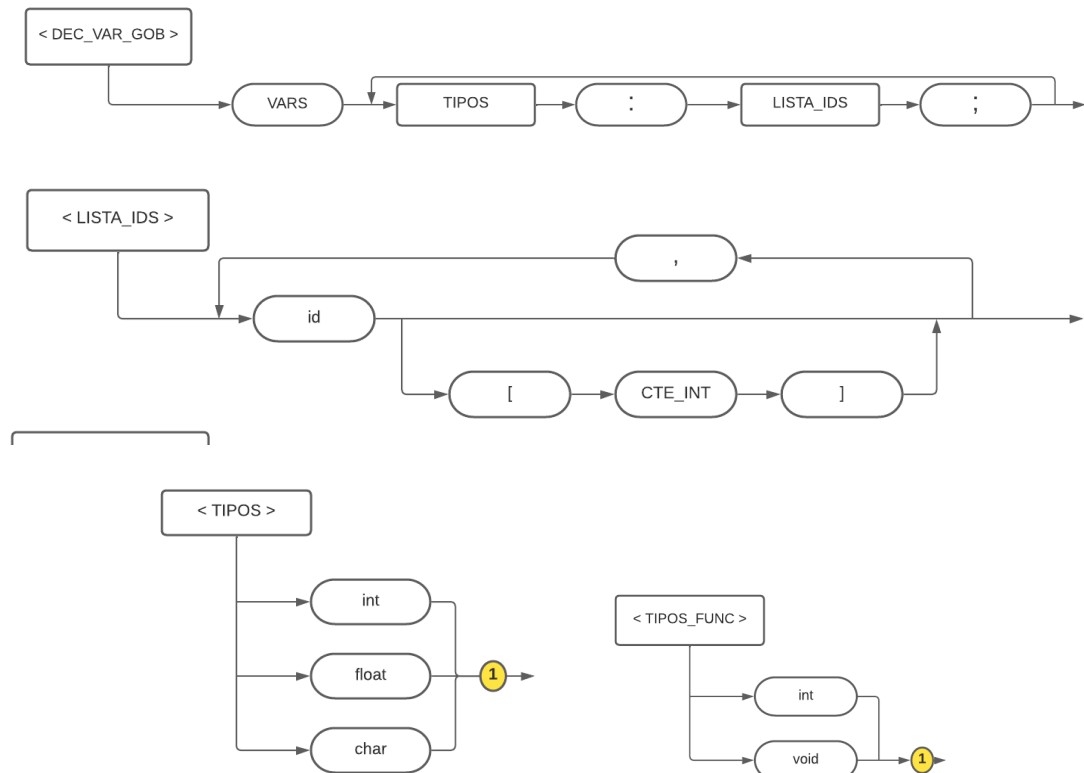 < DEC_VAR_GOB >
VARS
TIPOS
:
LISTA_IDS
;
< LISTA_IDS >
,
id
[
CTE_INT
]
< TIPOS >
int
float
1
char
< TIPOS_FUNC >
int
void
1